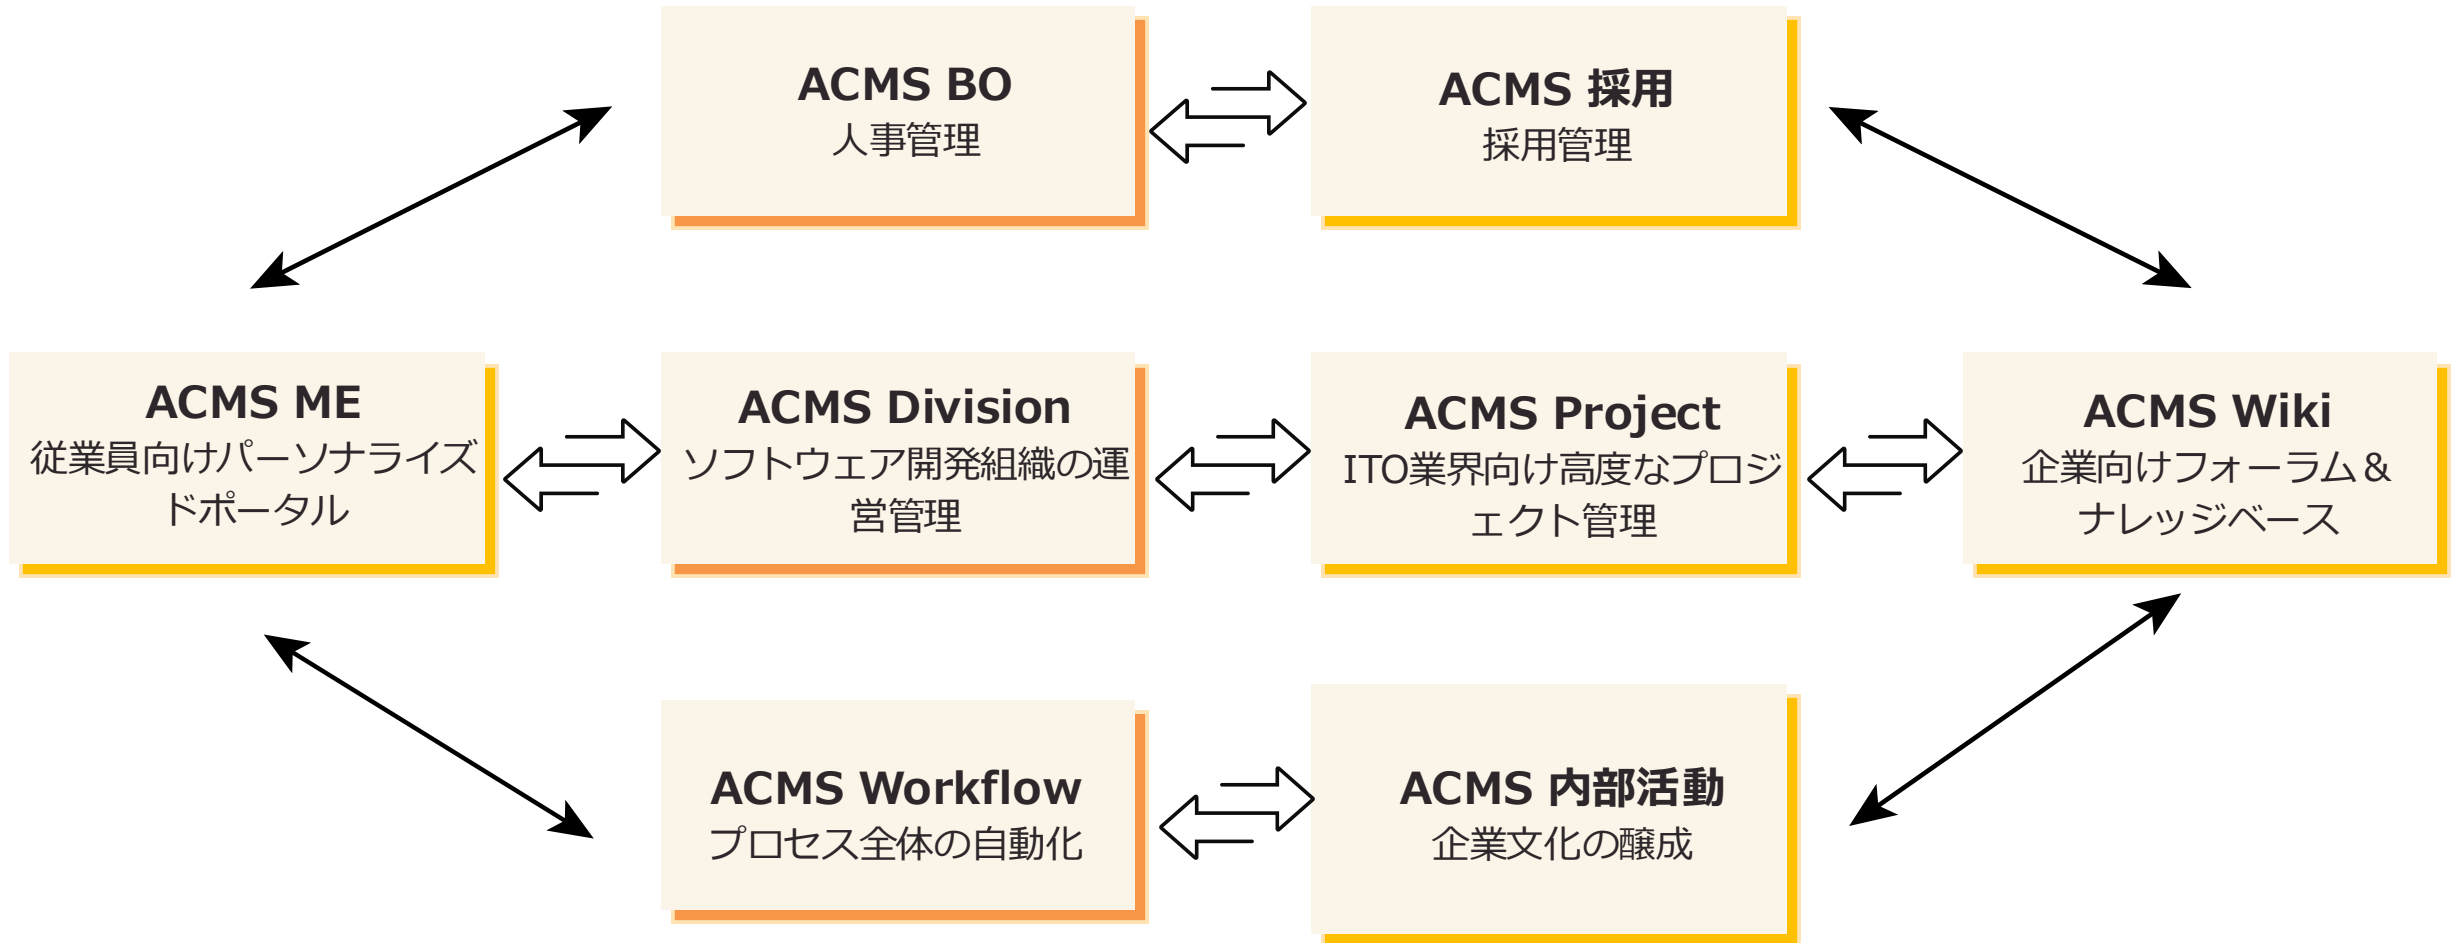 ACMS BO
人事管理
ACMS 採用
採用管理
ACMS ME
従業員向けパーソナライズ
ドポータル
ACMS Division
ソフトウェア開発組織の運
営管理
ACMS Project
ITO業界向け高度なプロジ
ェクト管理
ACMS Wiki
企業向けフォーラム＆
ナレッジベース
ACMS Workflow
プロセス全体の自動化
ACMS 内部活動
企業文化の醸成